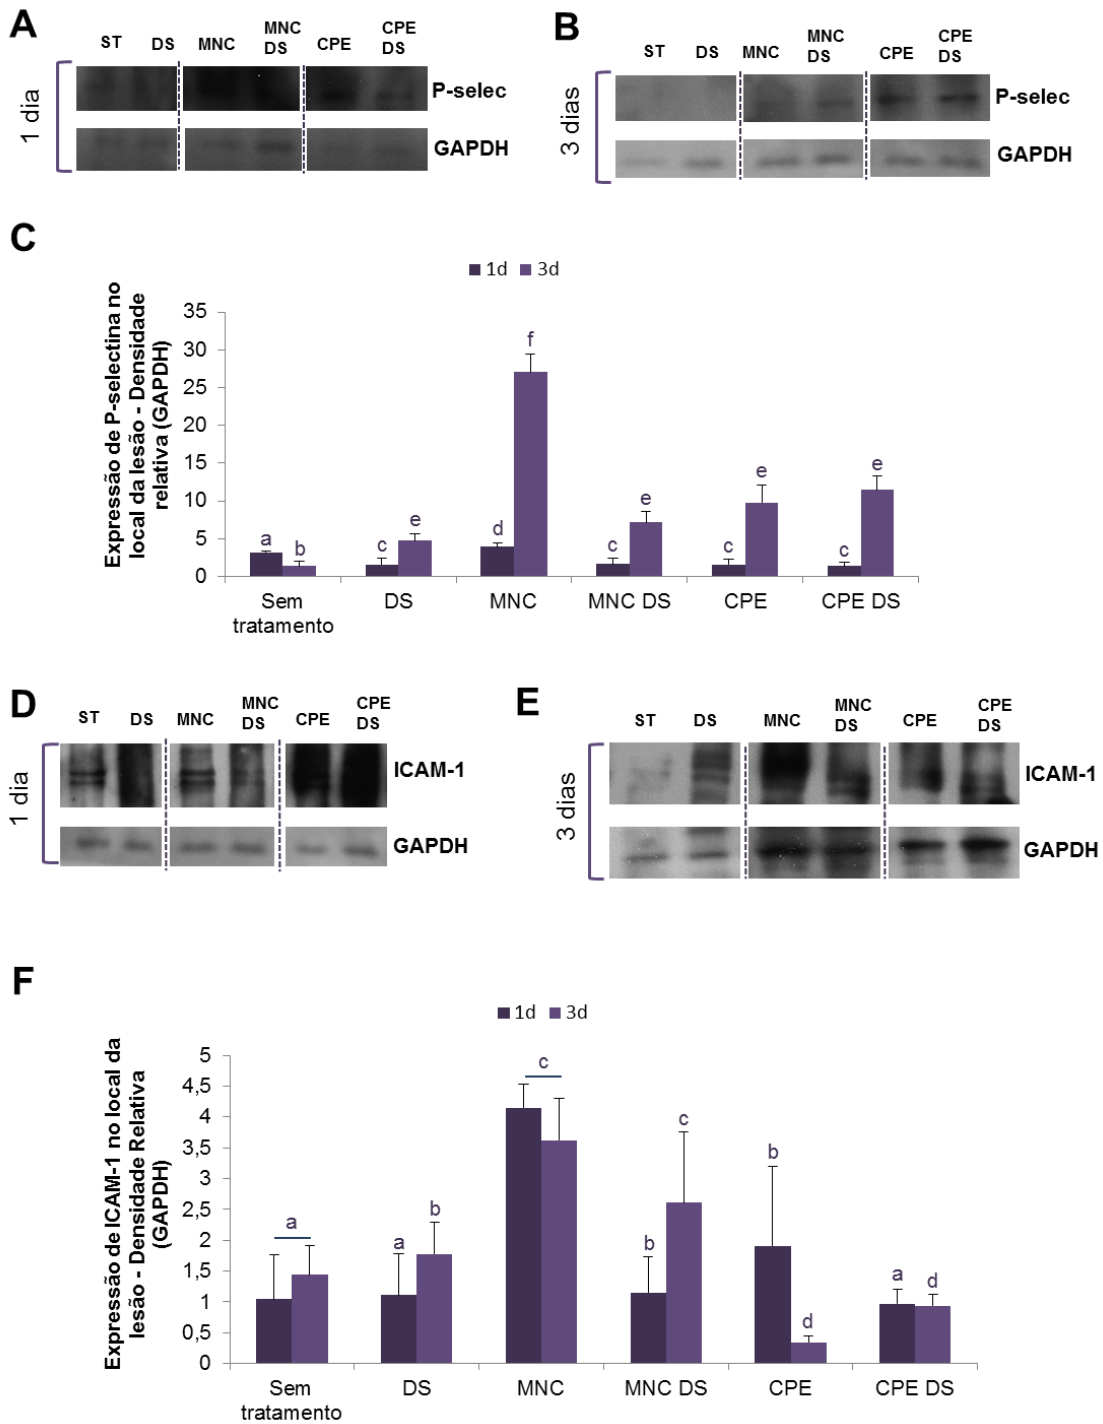 A
ST DS MNC MNC DS CPE CPE DS
1 dia
P-selec
GAPDH
B
ST DS MNC MNC DS CPE CPE DS
3 dias
P-selec
GAPDH
C
1d 3d
Expressão de P-selectina no
local da lesão - Densidade
relativa (GAPDH)
35
30
25
20
15
10
5
0
a b c e d f c e c e c e
Sem tratamento DS MNC MNC DS CPE CPE DS
D
ST DS MNC MNC DS CPE CPE DS
1 dia
ICAM-1
GAPDH
E
ST DS MNC MNC DS CPE CPE DS
3 dias
ICAM-1
GAPDH
F
1d 3d
Expressão de ICAM-1 no local da
lesão - Densidade Relativa
(GAPDH)
5
4,5
4
3,5
3
2,5
2
1,5
1
0,5
0
a a b c b c b d a d
Sem tratamento DS MNC MNC DS CPE CPE DS